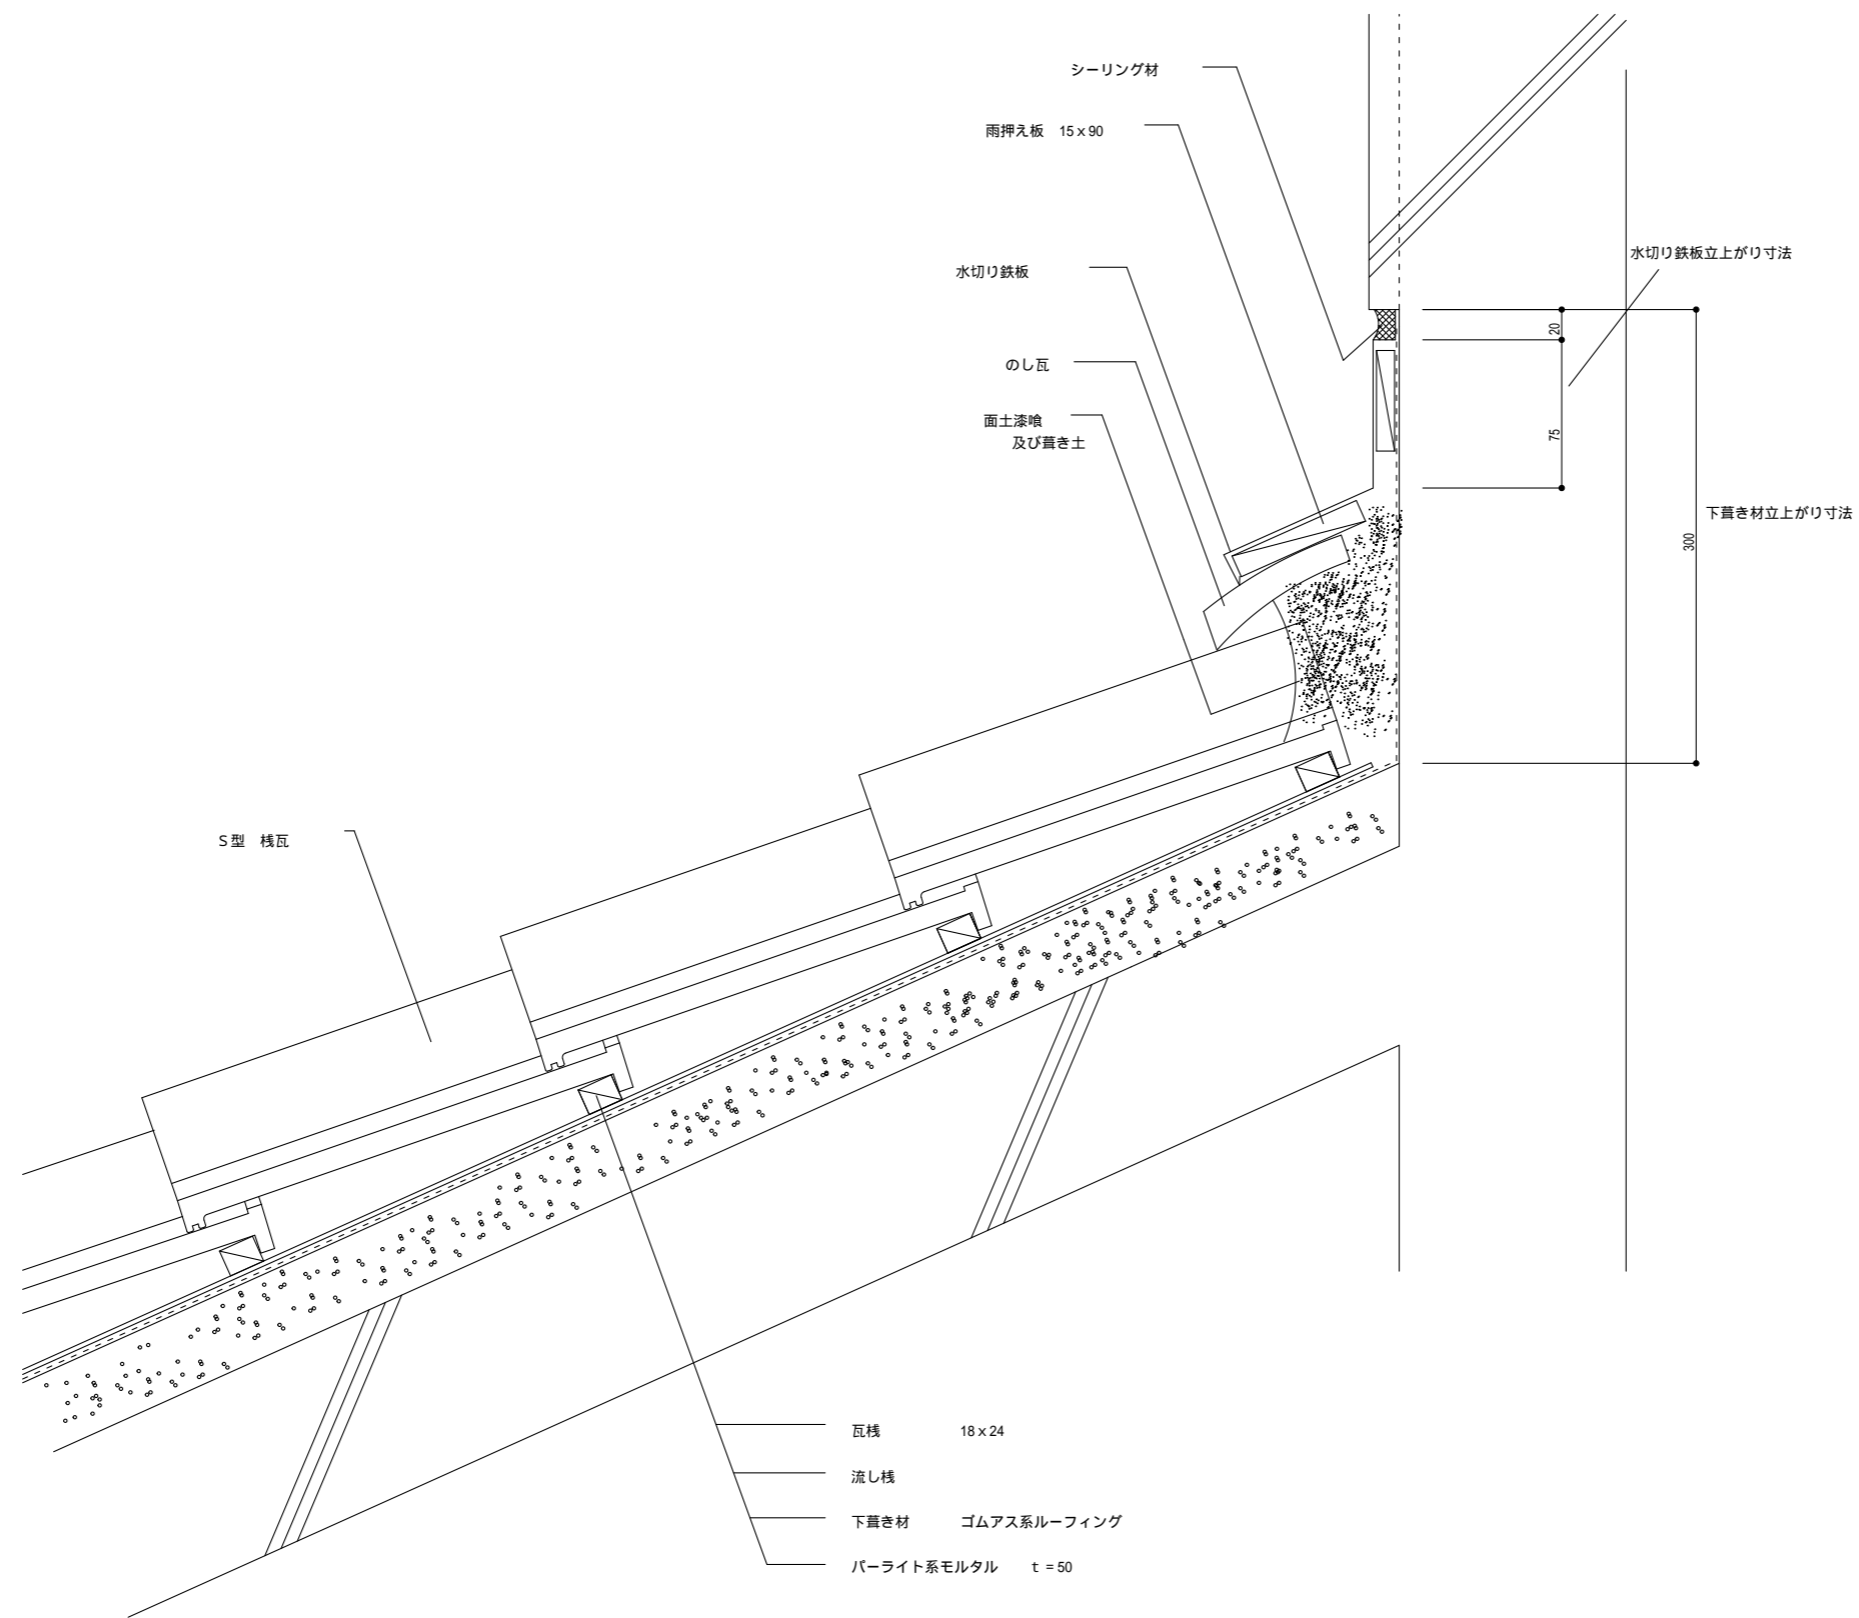 シーリング材
雨押え板 15x90
水切り鉄板
のし瓦
面土漆喰
及び葺き土
水切り鉄板立上がり寸法
20
75
300
下葺き材立上がり寸法
S型 桟瓦
瓦桟 18x24
流し桟
下葺き材 ゴムアス系ルーフィング
パーライト系モルタル t=50